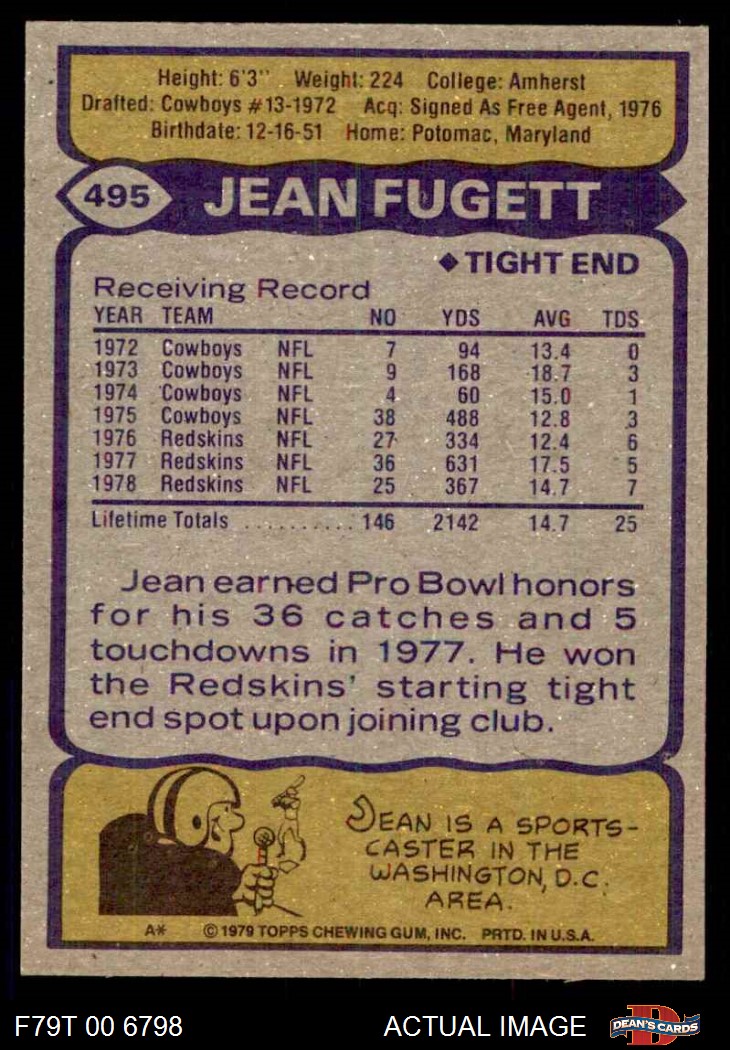 Height: 6'3" Weight: 224 College: Amherst
Drafted: Cowboys #13-1972 Acq: Signed As Free Agent, 1976
Birthdate: 12-16-51 Home: Potomac, Maryland
495 JEAN FUGETT
◆TIGHT END
Receiving Record
YEAR TEAM NO YDS AVG TDS
1972 Cowboys NFL 7 94 13.4 0
1973 Cowboys NFL 9 168 18.7 3
1974 Cowboys NFL 4 60 15.0 1
1975 Cowboys NFL 38 488 12.8 3
1976 Redskins NFL 27 334 12.4 6
1977 Redskins NFL 36 631 17.5 5
1978 Redskins NFL 25 367 14.7 7
Lifetime Totals .......... 146 2142 14.7 25
Jean earned Pro Bowl honors
for his 36 catches and 5
touchdowns in 1977. He won
the Redskins' starting tight
end spot upon joining club.
JEAN IS A SPORTS-
CASTER IN THE
WASHINGTON, D.C.
AREA.
A* ©1979 TOPPS CHEWING GUM, INC. PRTD. IN U.S.A.
F79T 00 6798 ACTUAL IMAGE DEAN'S CARDS